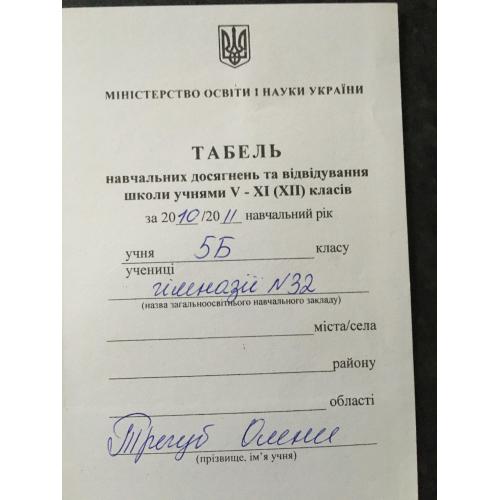 МІНІСТЕРСТВО ОСВІТИ І НАУКИ УКРАЇНИ
ТАБЕЛЬ
навчальних досягнень та відвідування
школи учнями V - XI (XII) класів
за 2010/2011 навчальний рік
учня 5Б класу
учениці
гімназії N32
(назва загальноосвітнього навчального закладу)
міста/села
району
області
Трегуб Олени
(прізвище, ім'я учня)